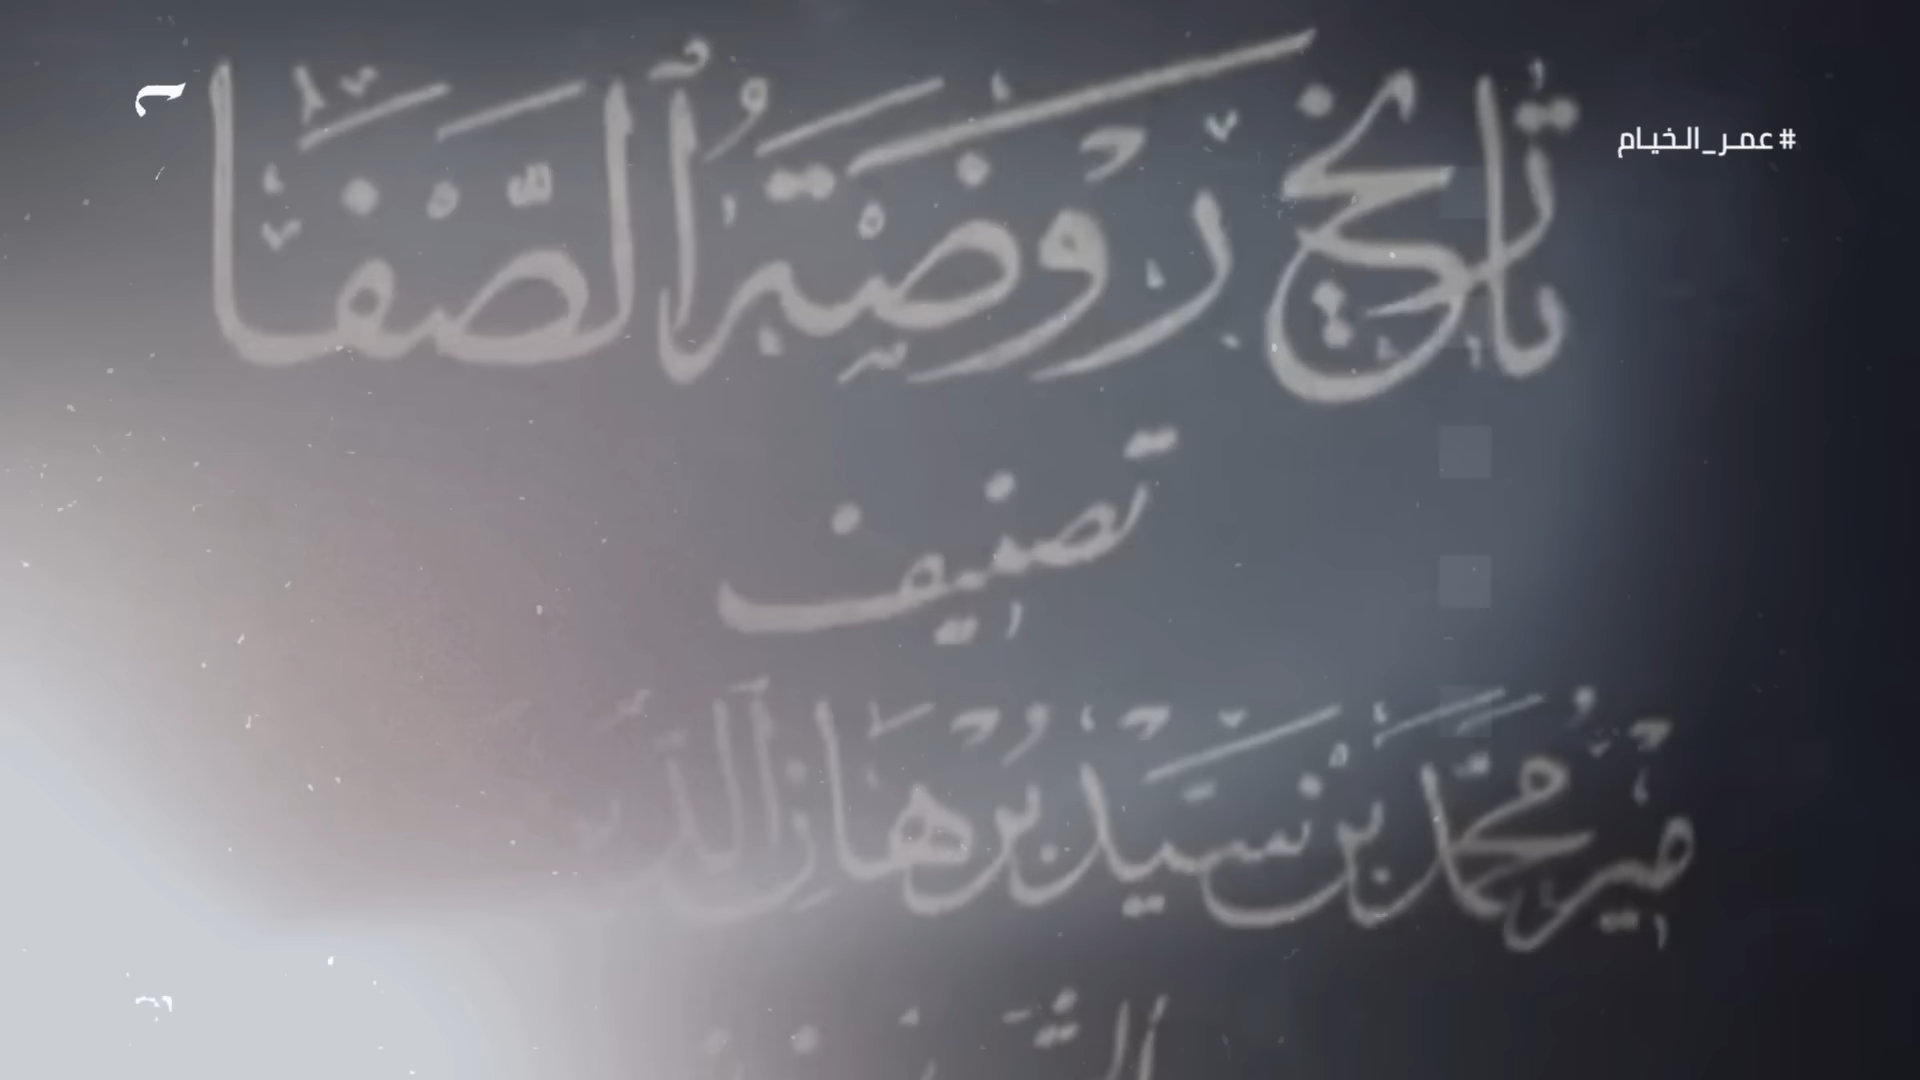 #عمر_الخيام
تاريخ روضة الصفا
تصنيف
مير محمد بن سيد برهان الدين